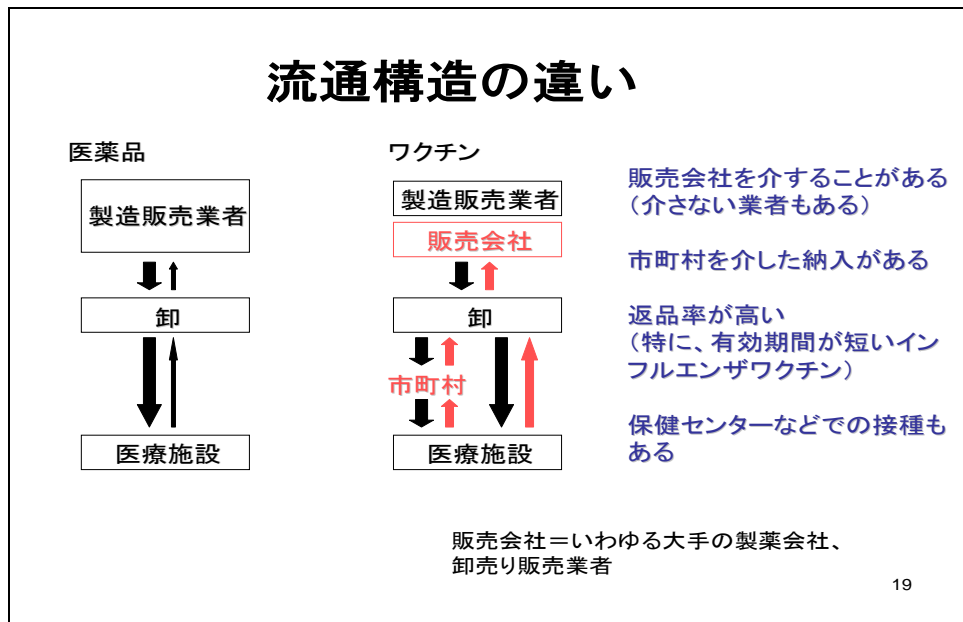 流通構造の違い
医薬品
製造販売業者
卸
医療施設
ワクチン
製造販売業者
販売会社
卸
市町村
医療施設
販売会社を介することがある
（介さない業者もある）
市町村を介した納入がある
返品率が高い
（特に、有効期間が短いイン
フルエンザワクチン）
保健センターなどでの接種も
ある
販売会社＝いわゆる大手の製薬会社、
卸売り販売業者
19